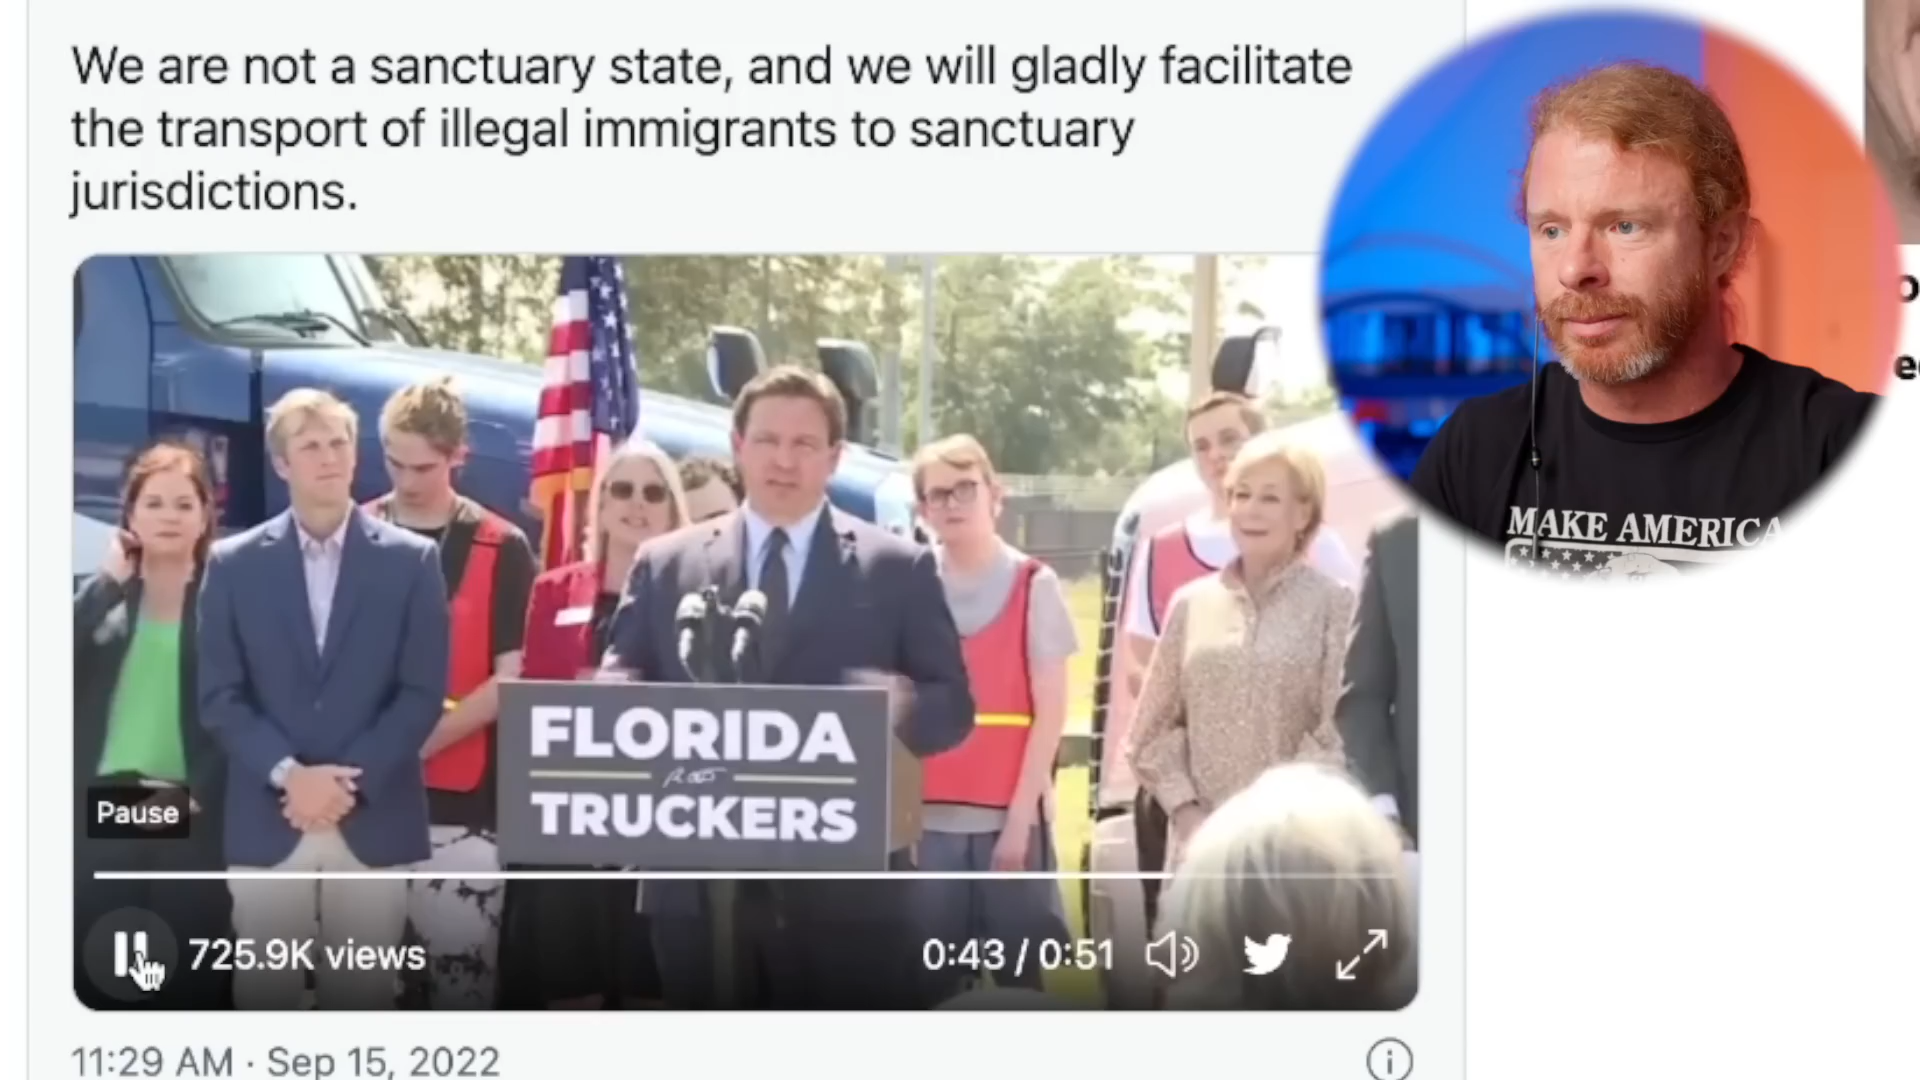 We are not a sanctuary state, and we will gladly facilitate
the transport of illegal immigrants to sanctuary
jurisdictions.
MAKE AMERICA
FLORIDA
TRUCKERS
Pause
725.9K views
0:43 / 0:51
11:29 AM · Sep 15, 2022